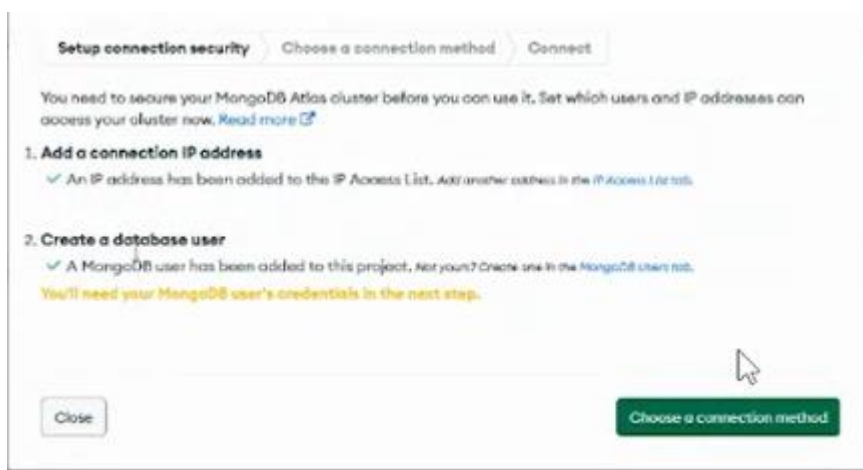 Setup connection security Choose a connection method Connect
You need to secure your MongoDB Atlas cluster before you can use it. Set which users and IP addresses can
access your cluster now. Read more
1. Add a connection IP address
✓ An IP address has been added to the IP Access List. Add another address in the IP Access List tab.
2. Create a database user
✓ A MongoDB user has been added to this project. Not yours? Create one in the MongoDB Users tab.
You'll need your MongoDB user's credentials in the next step.
Close Choose a connection method